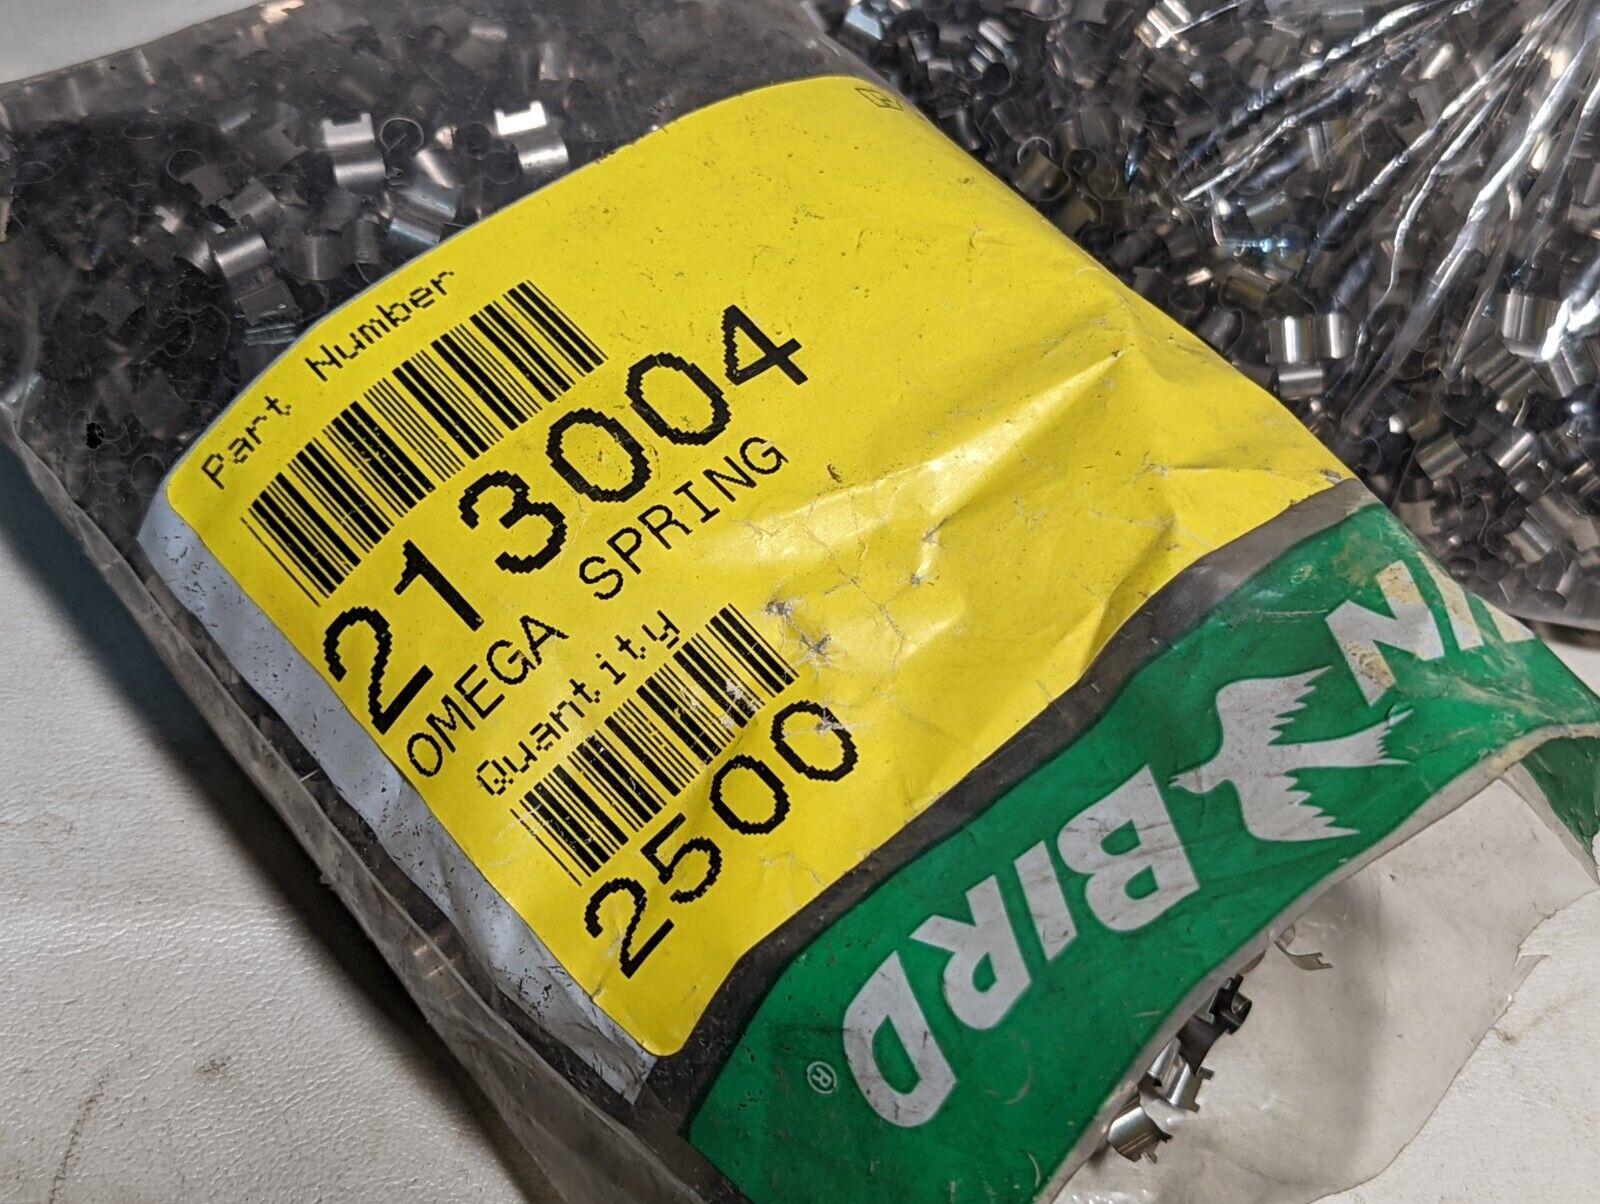 Part Number
213004
OMEGA SPRING
Quantity
2500
BIRD
®